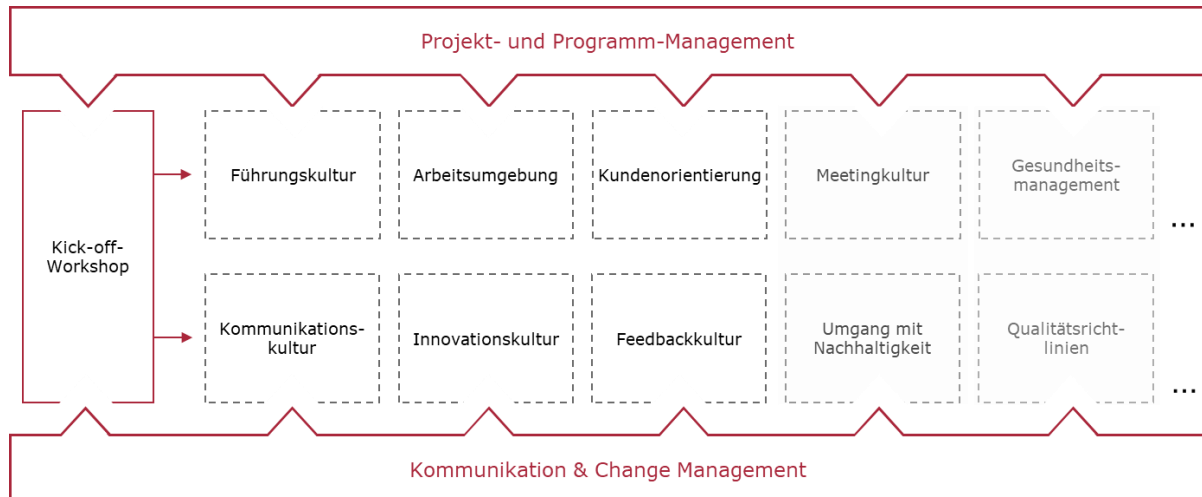 Projekt- und Programm-Management
Kick-off-
Workshop
Führungskultur
Arbeitsumgebung
Kundenorientierung
Meetingkultur
Gesundheits-
management
...
Kommunikations-
kultur
Innovationskultur
Feedbackkultur
Umgang mit
Nachhaltigkeit
Qualitätsricht-
linien
...
Kommunikation & Change Management